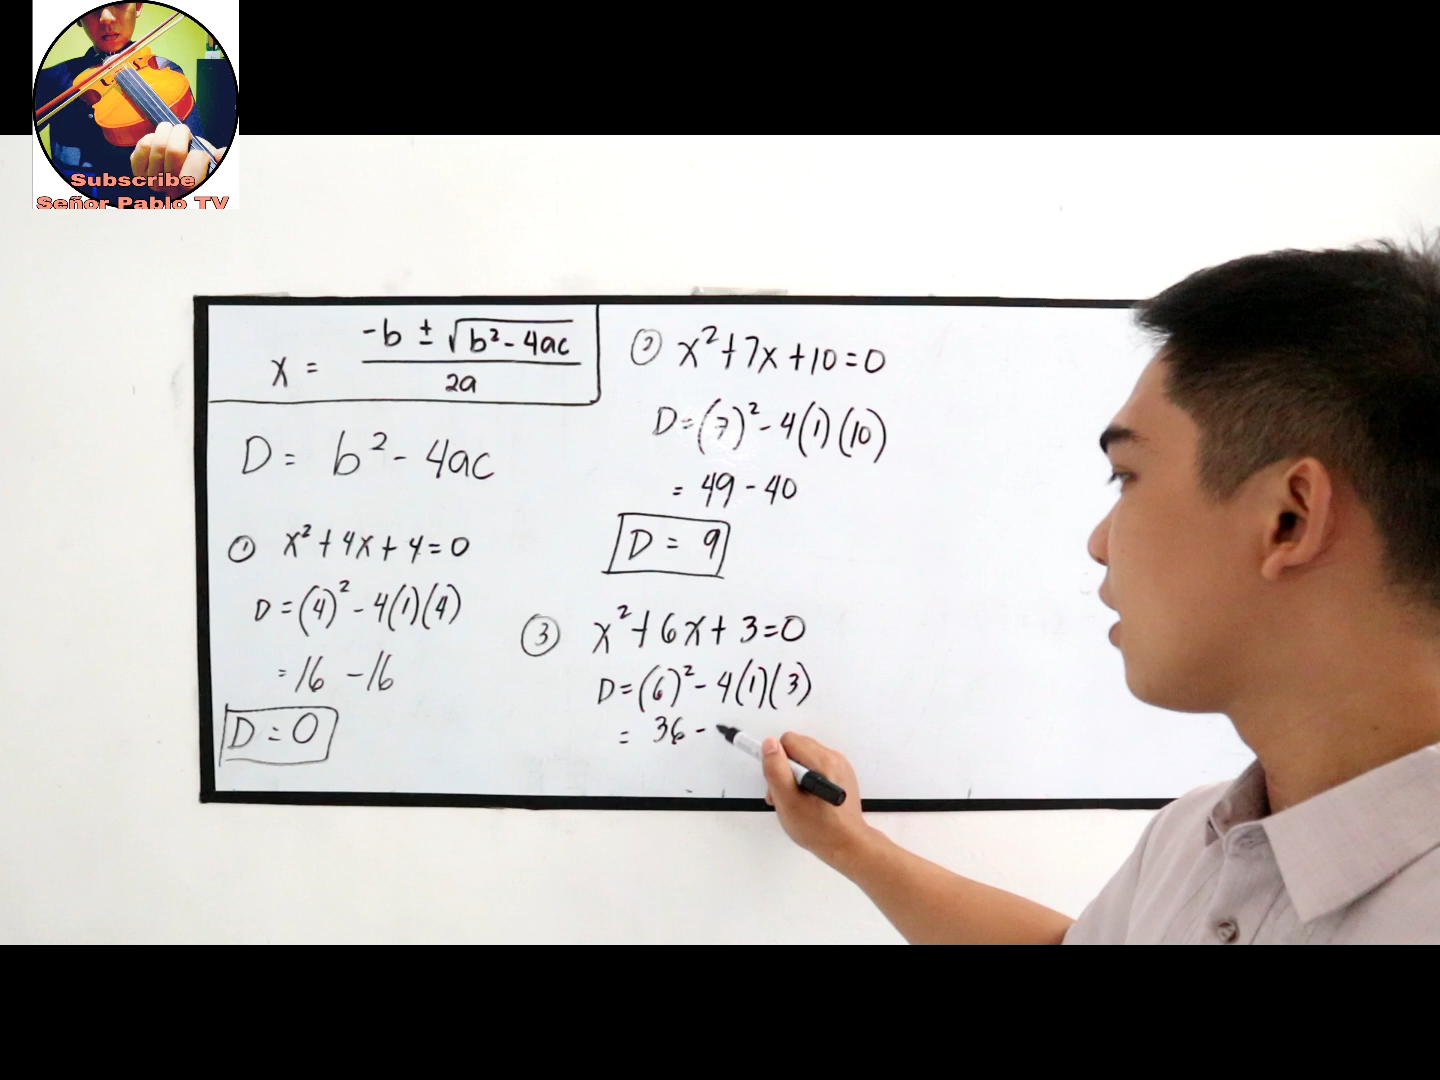 Subscribe
Señor Pablo TV
x = -b ± √b² - 4ac / 2a
D = b² - 4ac
① x² + 4x + 4 = 0
D = (4)² - 4(1)(4)
= 16 - 16
D = 0
② x² + 7x + 10 = 0
D = (7)² - 4(1)(10)
= 49 - 40
D = 9
③ x² + 6x + 3 = 0
D = (6)² - 4(1)(3)
= 36 -